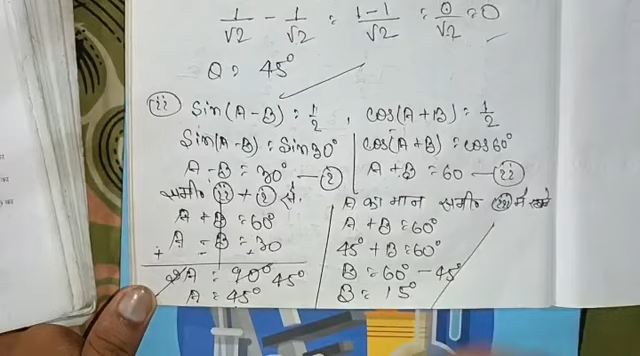 1/√2 - 1/√2 = 1-1/√2 = 0/√2 = 0
θ = 45°
(22) Sin(A-B) = 1/2 , cos(A+B) = 1/2
Sin(A-B) = Sin30°
A - B = 30° — (i)
समी० (ii) + (i) से,
A + B = 60°
A - B = 30
+ - +
2A = 90° 45°
A = 45°
cos(A+B) = cos60°
A + B = 60 — (ii)
A का मान समी० (ii) में रखने
A + B = 60°
45° + B = 60°
B = 60° - 45°
B = 15°